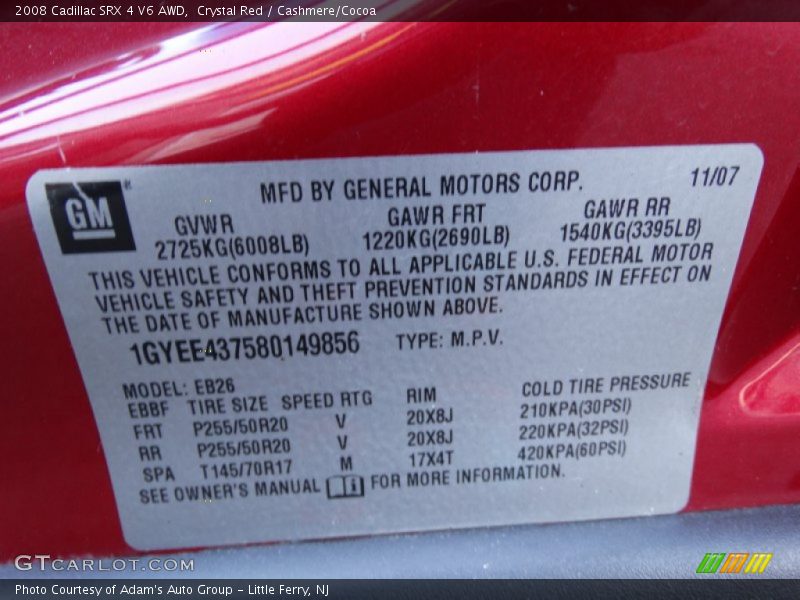 2008 Cadillac SRX 4 V6 AWD, Crystal Red / Cashmere/Cocoa
GM
MFD BY GENERAL MOTORS CORP. 11/07
GVWR GAWR FRT GAWR RR
2725KG(6008LB) 1220KG(2690LB) 1540KG(3395LB)
THIS VEHICLE CONFORMS TO ALL APPLICABLE U.S. FEDERAL MOTOR
VEHICLE SAFETY AND THEFT PREVENTION STANDARDS IN EFFECT ON
THE DATE OF MANUFACTURE SHOWN ABOVE.
1GYEE437580149856 TYPE: M.P.V.
MODEL: EB26
EBBF TIRE SIZE SPEED RTG RIM COLD TIRE PRESSURE
FRT P255/50R20 V 20X8J 210KPA(30PSI)
RR P255/50R20 V 20X8J 220KPA(32PSI)
SPA T145/70R17 M 17X4T 420KPA(60PSI)
SEE OWNER'S MANUAL FOR MORE INFORMATION.
GTCARLOT.COM
Photo Courtesy of Adam's Auto Group - Little Ferry, NJ